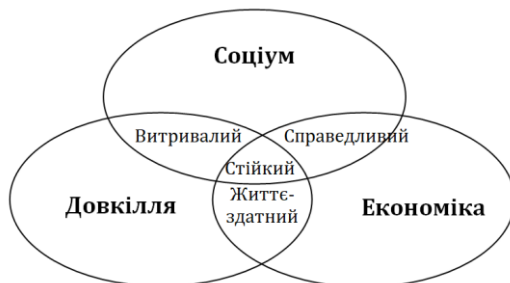 Соціум
Витривалий
Справедливий
Стійкий
Життє-
здатний
Довкілля
Економіка